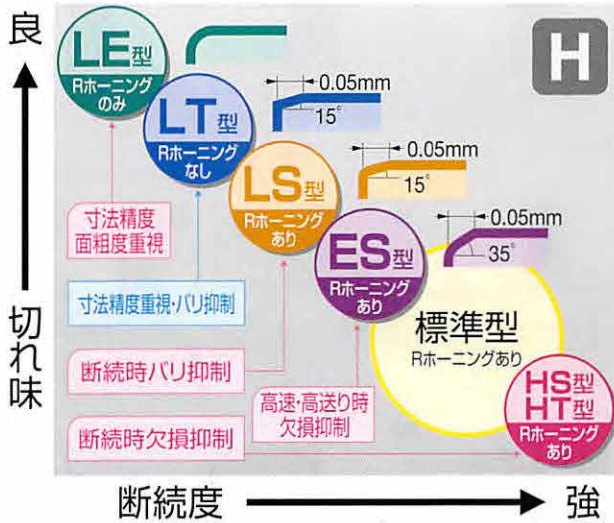 良
切れ味
H
LE型
Rホーニング
のみ
LT型
Rホーニング
なし
0.05mm
15°
LS型
Rホーニング
あり
0.05mm
15°
ES型
Rホーニング
あり
0.05mm
35°
標準型
Rホーニングあり
HS型
HT型
Rホーニング
あり
寸法精度
面粗度重視
寸法精度重視・バリ抑制
断続時バリ抑制
高速・高送り時
欠損抑制
断続時欠損抑制
断続度
強